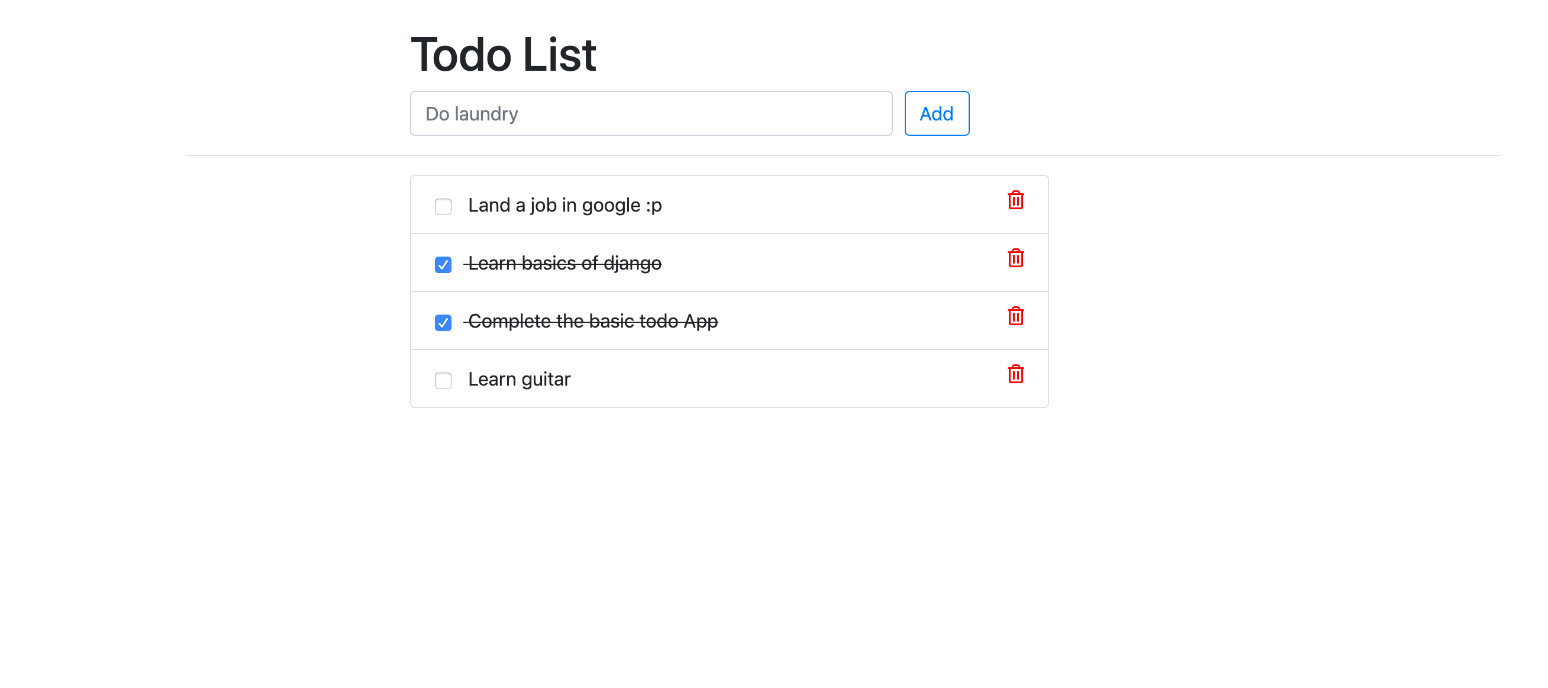 Todo List
Do laundry
Add
Land a job in google :p
Learn basics of django
Complete the basic todo App
Learn guitar